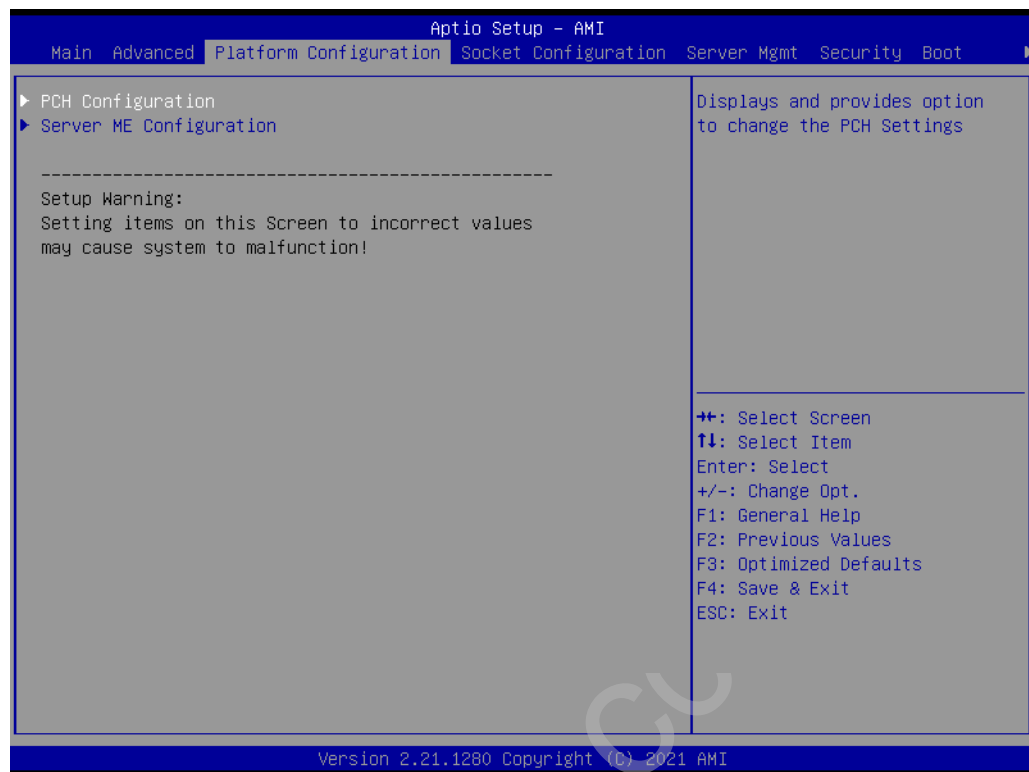 Aptio Setup – AMI
Main Advanced Platform Configuration Socket Configuration Server Mgmt Security Boot
PCH Configuration
Server ME Configuration
--------------------------------------------------
Setup Warning:
Setting items on this Screen to incorrect values
may cause system to malfunction!
Displays and provides option
to change the PCH Settings
→←: Select Screen
↑↓: Select Item
Enter: Select
+/-: Change Opt.
F1: General Help
F2: Previous Values
F3: Optimized Defaults
F4: Save & Exit
ESC: Exit
Version 2.21.1280 Copyright (C) 2021 AMI